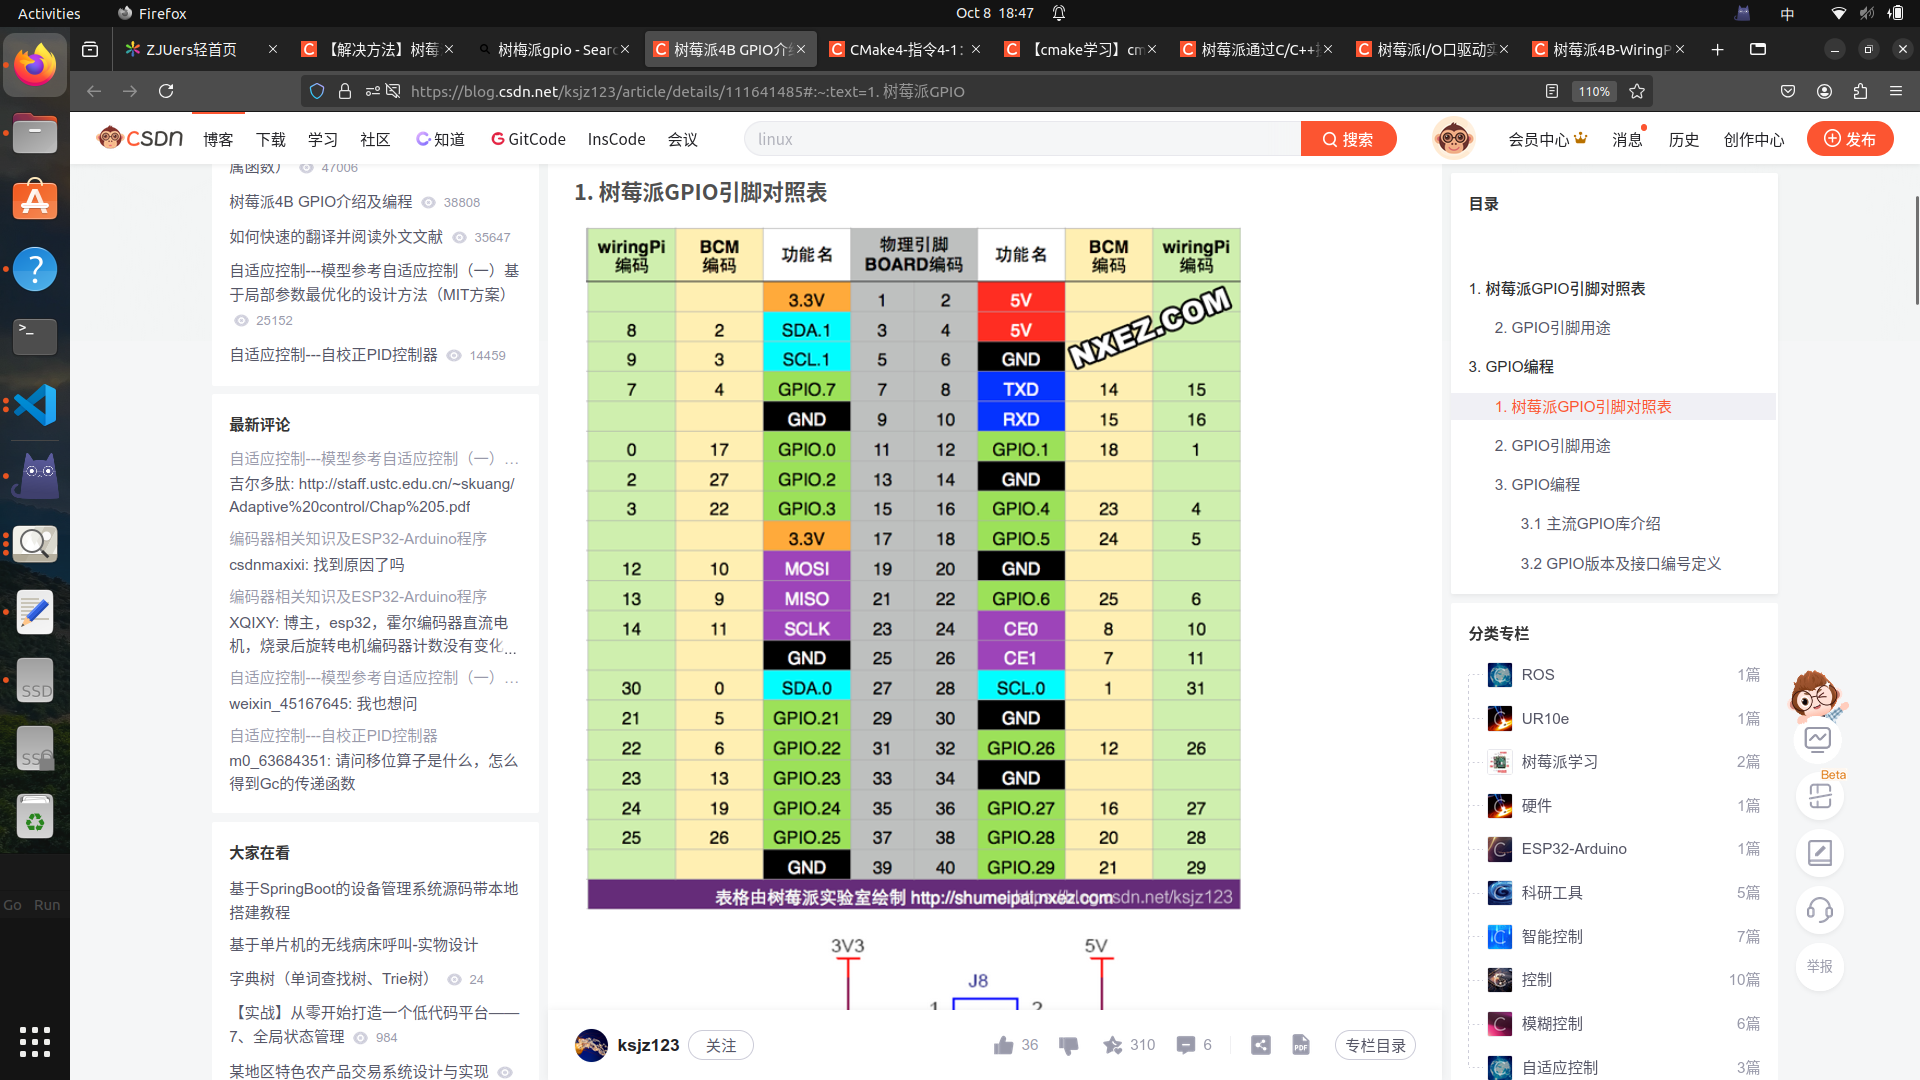 Activities
Firefox
Oct 8 18:47
中
ZJUers轻首页
【解决方法】树莓
树梅派gpio - Searc
树莓派4B GPIO介绍
CMake4-指令4-1:
【cmake学习】cm
树莓派通过C/C++
树莓派I/O口驱动
树莓派4B-WiringP
https://blog.csdn.net/ksjz123/article/details/111641485#:~:text=1. 树莓派GPIO
110%
CSDN
博客
下载
学习
社区
知道
GitCode
InsCode
会议
linux
搜索
会员中心
消息
历史
创作中心
发布
属函数） 47006
树莓派4B GPIO介绍及编程 38808
如何快速的翻译并阅读外文文献 35647
自适应控制---模型参考自适应控制（一）基
于局部参数最优化的设计方法（MIT方案）
25152
自适应控制---自校正PID控制器 14459
最新评论
自适应控制---模型参考自适应控制（一）...
吉尔多肽: http://staff.ustc.edu.cn/~skuang/
Adaptive%20control/Chap%205.pdf
编码器相关知识及ESP32-Arduino程序
csdnmaxixi: 找到原因了吗
编码器相关知识及ESP32-Arduino程序
XQIXY: 博主，esp32，霍尔编码器直流电
机，烧录后旋转电机编码器计数没有变化...
自适应控制---模型参考自适应控制（一）...
weixin_45167645: 我也想问
自适应控制---自校正PID控制器
m0_63684351: 请问移位算子是什么，怎么
得到Gc的传递函数
大家在看
基于SpringBoot的设备管理系统源码带本地
搭建教程
基于单片机的无线病床呼叫-实物设计
字典树（单词查找树、Trie树） 24
【实战】从零开始打造一个低代码平台——
7、全局状态管理 984
某地区特色农产品交易系统设计与实现
1. 树莓派GPIO引脚对照表
wiringPi编码 BCM编码 功能名 物理引脚BOARD编码 功能名 BCM编码 wiringPi编码
3.3V 1 2 5V
8 2 SDA.1 3 4 5V
9 3 SCL.1 5 6 GND
7 4 GPIO.7 7 8 TXD 14 15
GND 9 10 RXD 15 16
0 17 GPIO.0 11 12 GPIO.1 18 1
2 27 GPIO.2 13 14 GND
3 22 GPIO.3 15 16 GPIO.4 23 4
3.3V 17 18 GPIO.5 24 5
12 10 MOSI 19 20 GND
13 9 MISO 21 22 GPIO.6 25 6
14 11 SCLK 23 24 CE0 8 10
GND 25 26 CE1 7 11
30 0 SDA.0 27 28 SCL.0 1 31
21 5 GPIO.21 29 30 GND
22 6 GPIO.22 31 32 GPIO.26 12 26
23 13 GPIO.23 33 34 GND
24 19 GPIO.24 35 36 GPIO.27 16 27
25 26 GPIO.25 37 38 GPIO.28 20 28
GND 39 40 GPIO.29 21 29
NXEZ.COM
表格由树莓派实验室绘制 http://shumeipai.nxez.com
csdn.net/ksjz123
3V3
5V
J8
1
2
ksjz123
关注
36
310
6
PDF
专栏目录
目录
1. 树莓派GPIO引脚对照表
2. GPIO引脚用途
3. GPIO编程
1. 树莓派GPIO引脚对照表
2. GPIO引脚用途
3. GPIO编程
3.1 主流GPIO库介绍
3.2 GPIO版本及接口编号定义
分类专栏
ROS 1篇
UR10e 1篇
树莓派学习 2篇
硬件 1篇
ESP32-Arduino 1篇
科研工具 5篇
智能控制 7篇
控制 10篇
模糊控制 6篇
自适应控制 3篇
Beta
举报
SSD
Go Run